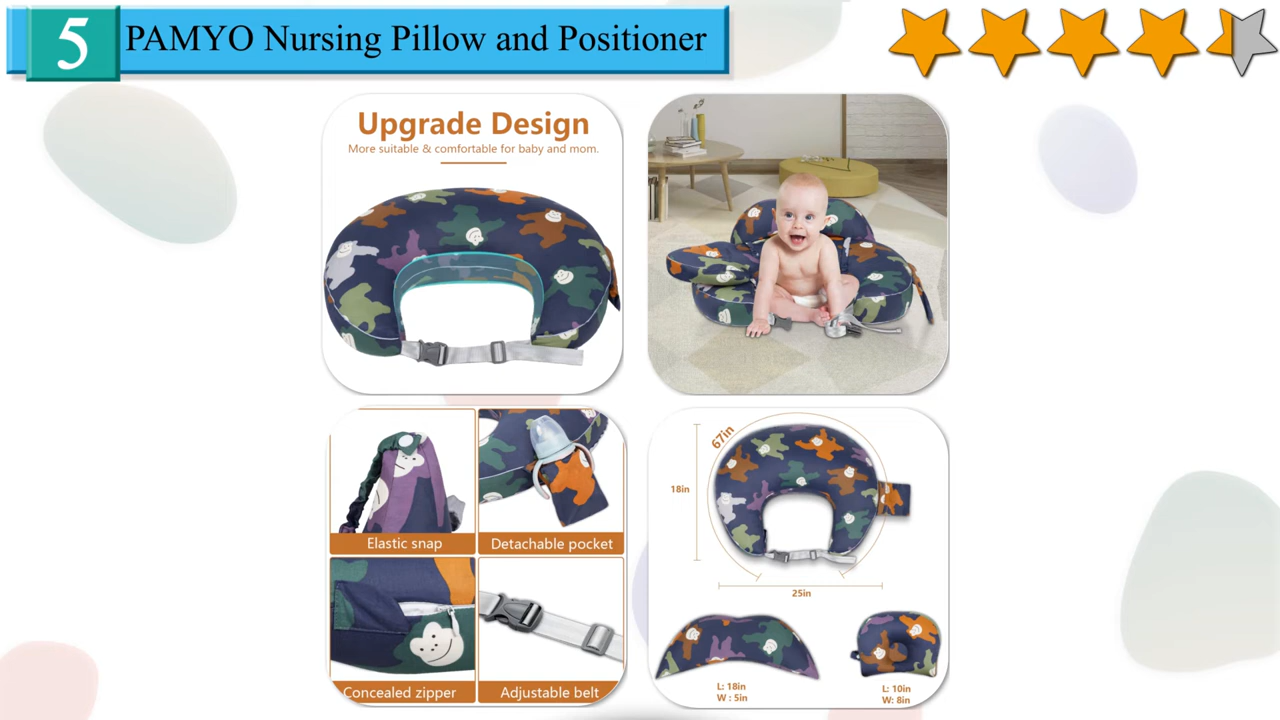 5
PAMYO Nursing Pillow and Positioner
Upgrade Design
More suitable & comfortable for baby and mom.
Elastic snap
Detachable pocket
Concealed zipper
Adjustable belt
67in
18in
25in
L: 18in
W : 5in
L: 10in
W: 8in